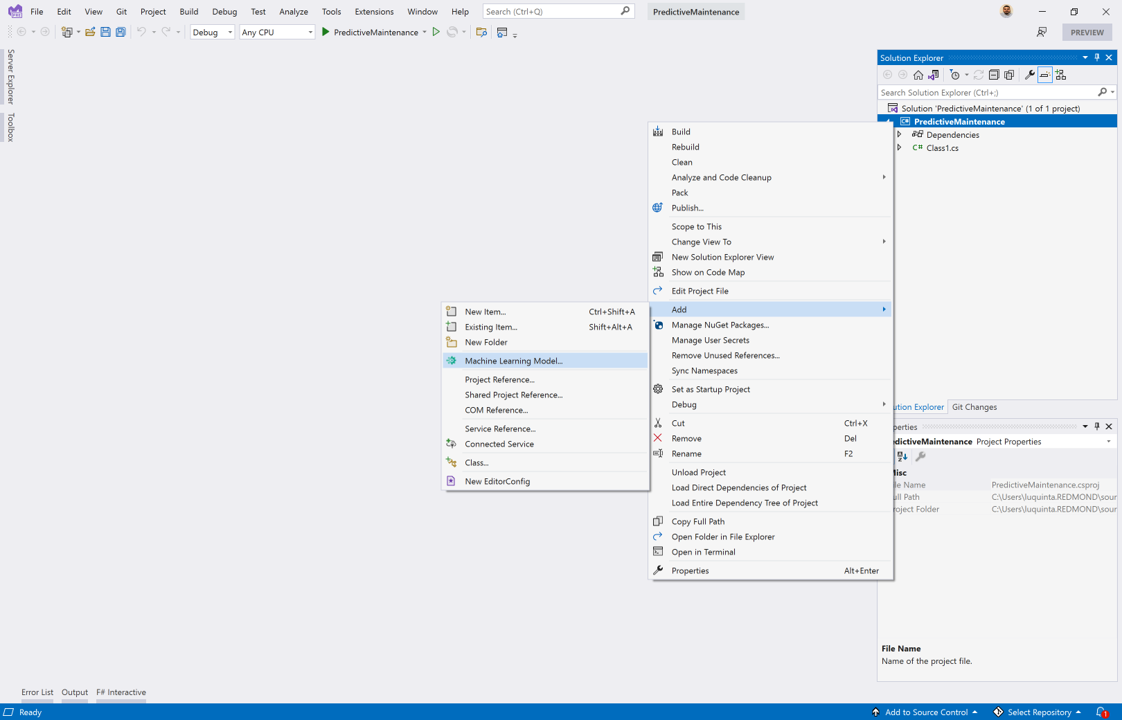 File Edit View Git Project Build Debug Test Analyze Tools Extensions Window Help Search (Ctrl+Q) PredictiveMaintenance
Debug Any CPU PredictiveMaintenance PREVIEW
Server Explorer
Toolbox
Solution Explorer
Search Solution Explorer (Ctrl+;)
Solution 'PredictiveMaintenance' (1 of 1 project)
PredictiveMaintenance
Dependencies
C# Class1.cs
Build
Rebuild
Clean
Analyze and Code Cleanup
Pack
Publish...
Scope to This
Change View To
New Solution Explorer View
Show on Code Map
Edit Project File
Add
Manage NuGet Packages...
Manage User Secrets
Remove Unused References...
Sync Namespaces
Set as Startup Project
Debug
Cut Ctrl+X
Remove Del
Rename F2
Unload Project
Load Direct Dependencies of Project
Load Entire Dependency Tree of Project
Copy Full Path
Open Folder in File Explorer
Open in Terminal
Properties Alt+Enter
New Item... Ctrl+Shift+A
Existing Item... Shift+Alt+A
New Folder
Machine Learning Model...
Project Reference...
Shared Project Reference...
COM Reference...
Service Reference...
Connected Service
Class...
New EditorConfig
ution Explorer Git Changes
perties
edictiveMaintenance Project Properties
Misc
ile Name PredictiveMaintenance.csproj
ull Path C:\Users\luquinta.REDMOND\sour
roject Folder C:\Users\luquinta.REDMOND\sour
File Name
Name of the project file.
Error List Output F# Interactive
Ready Add to Source Control Select Repository 1